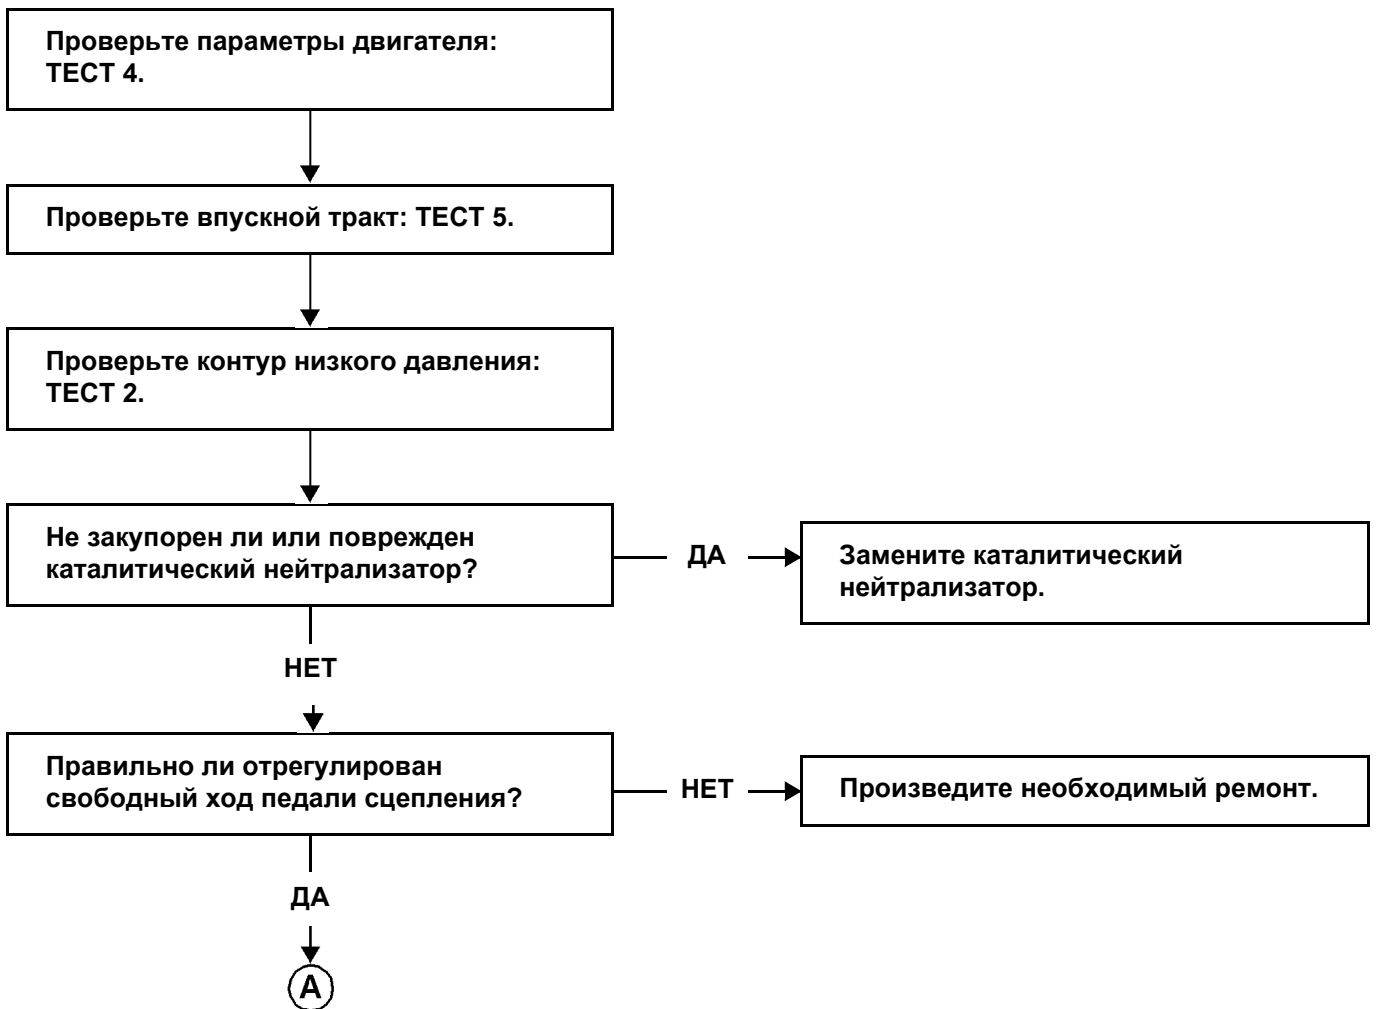 Проверьте параметры двигателя:
ТЕСТ 4.
Проверьте впускной тракт: ТЕСТ 5.
Проверьте контур низкого давления:
ТЕСТ 2.
Не закупорен ли или поврежден
каталитический нейтрализатор?
ДА
Замените каталитический
нейтрализатор.
НЕТ
Правильно ли отрегулирован
свободный ход педали сцепления?
НЕТ
Произведите необходимый ремонт.
ДА
А